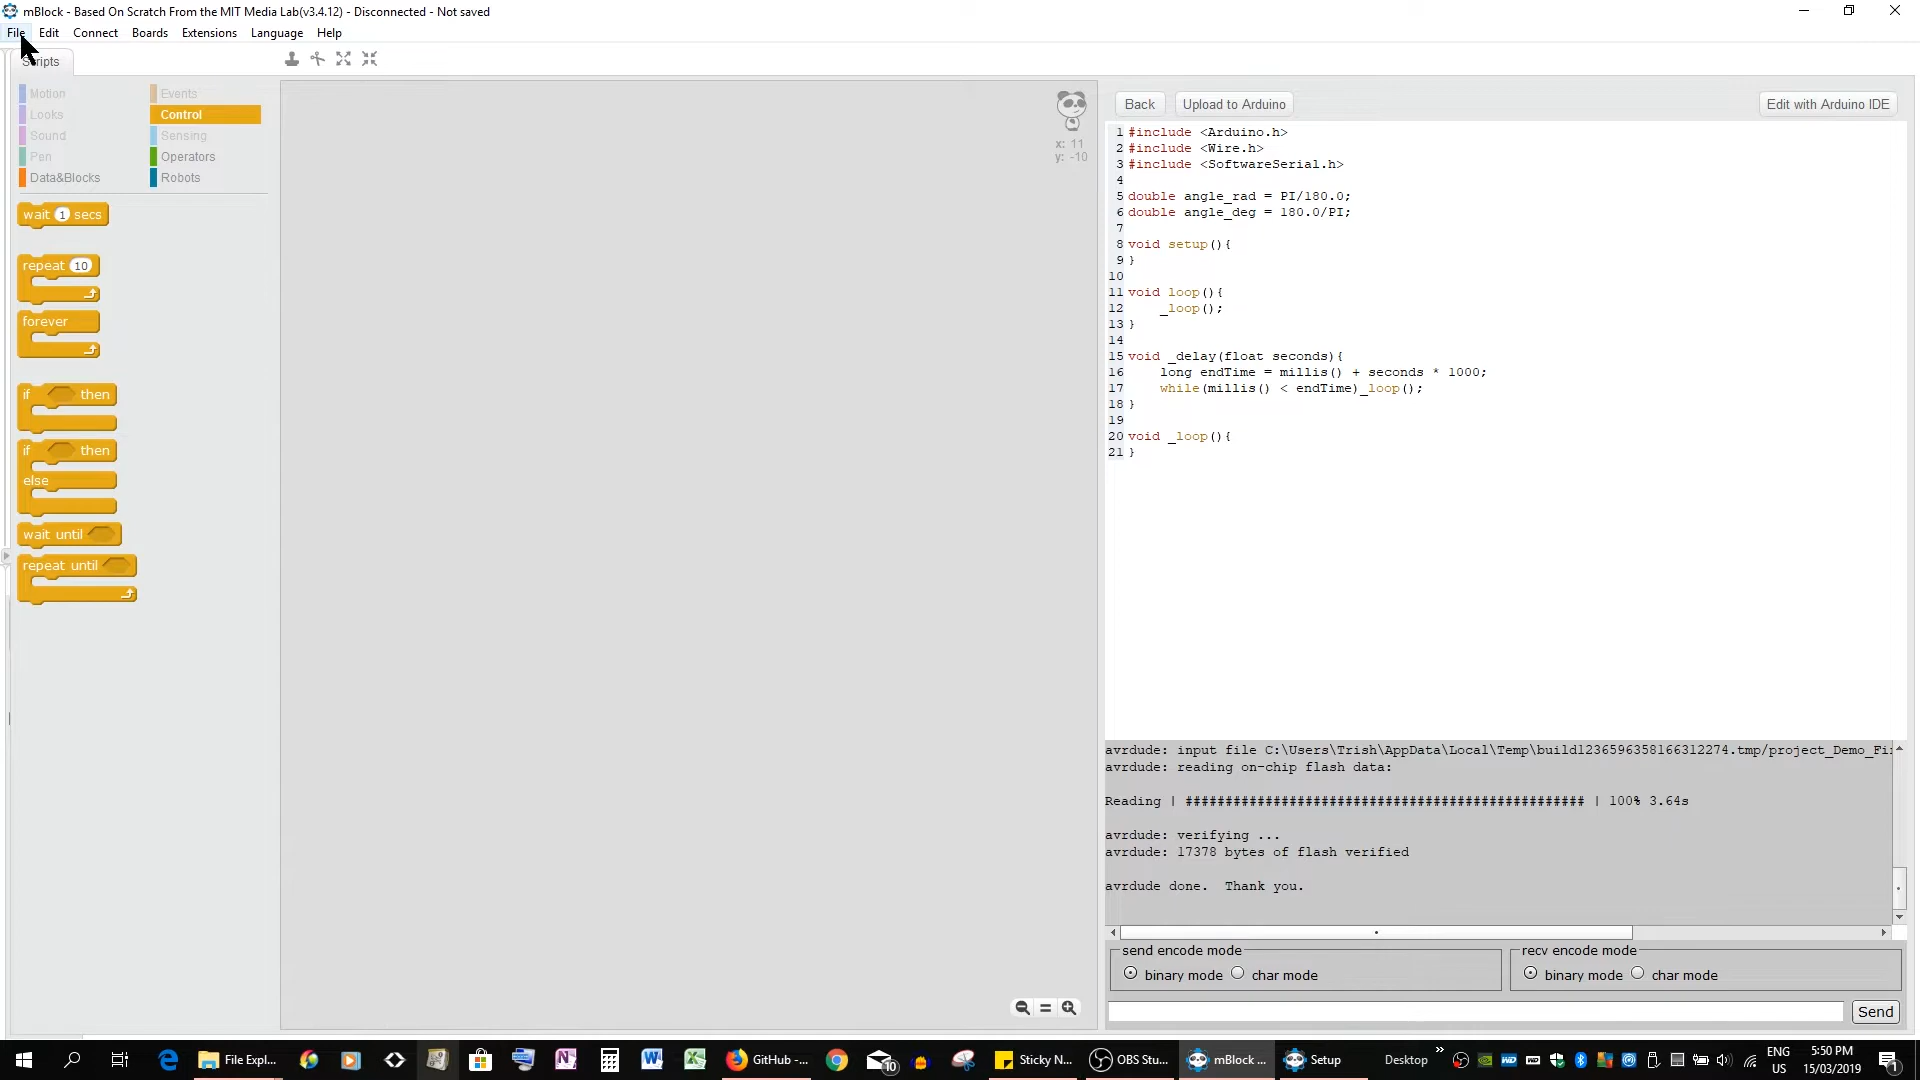 mBlock - Based On Scratch From the MIT Media Lab(v3.4.12) - Disconnected - Not saved
File Edit Connect Boards Extensions Language Help
Scripts
Motion Events
Looks Control
Sound Sensing
Pen Operators
Data&Blocks Robots
wait 1 secs
repeat 10
forever
if then
if then
else
wait until
repeat until
x: 11
y: -10
Back Upload to Arduino Edit with Arduino IDE
1 #include <Arduino.h>
2 #include <Wire.h>
3 #include <SoftwareSerial.h>
4
5 double angle_rad = PI/180.0;
6 double angle_deg = 180.0/PI;
7
8 void setup(){
9 }
10
11 void loop(){
12 _loop();
13 }
14
15 void _delay(float seconds){
16 long endTime = millis() + seconds * 1000;
17 while(millis() < endTime)_loop();
18 }
19
20 void _loop(){
21 }
avrdude: input file C:\Users\Trish\AppData\Local\Temp\build1236596358166312274.tmp/project_Demo_Fi
avrdude: reading on-chip flash data:
Reading | ################################################## | 100% 3.64s
avrdude: verifying ...
avrdude: 17378 bytes of flash verified
avrdude done. Thank you.
send encode mode recv encode mode
binary mode char mode binary mode char mode
Send
File Expl... GitHub -... 10 Sticky N... OBS Stu... mBlock ... Setup Desktop » ENG US 5:50 PM 15/03/2019 1